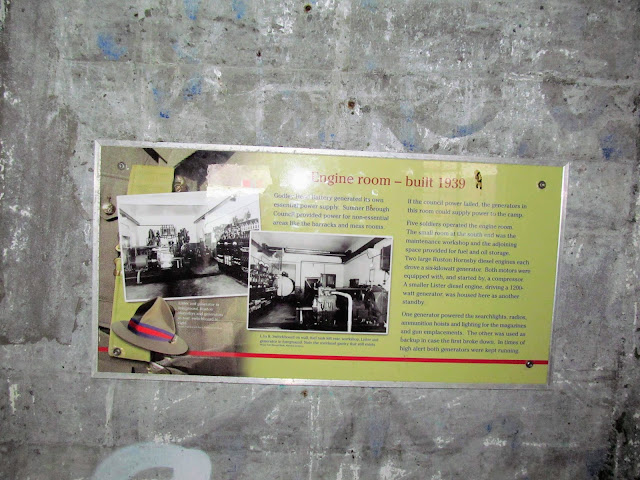 Engine room – built 1939
Battery generated its own
essential power supply. Sumner Borough
Council provided power for non-essential
areas like the barracks and mess rooms.
If the council power failed, the generators in
this room could supply power to the camp.
Five soldiers operated the engine room.
The small room at the south end was the
maintenance workshop and the adjoining
space provided for fuel and oil storage.
Two large Ruston Hornsby diesel engines each
drove a six-kilowatt generator. Both motors were
equipped with, and started by, a compressor.
A smaller Lister diesel engine, driving a 1200-
watt generator, was housed here as another
standby.
One generator powered the searchlights, radios,
ammunition hoists and lighting for the magazines
and gun emplacements. The other was used as
backup in case the first broke down. In times of
high alert both generators were kept running.